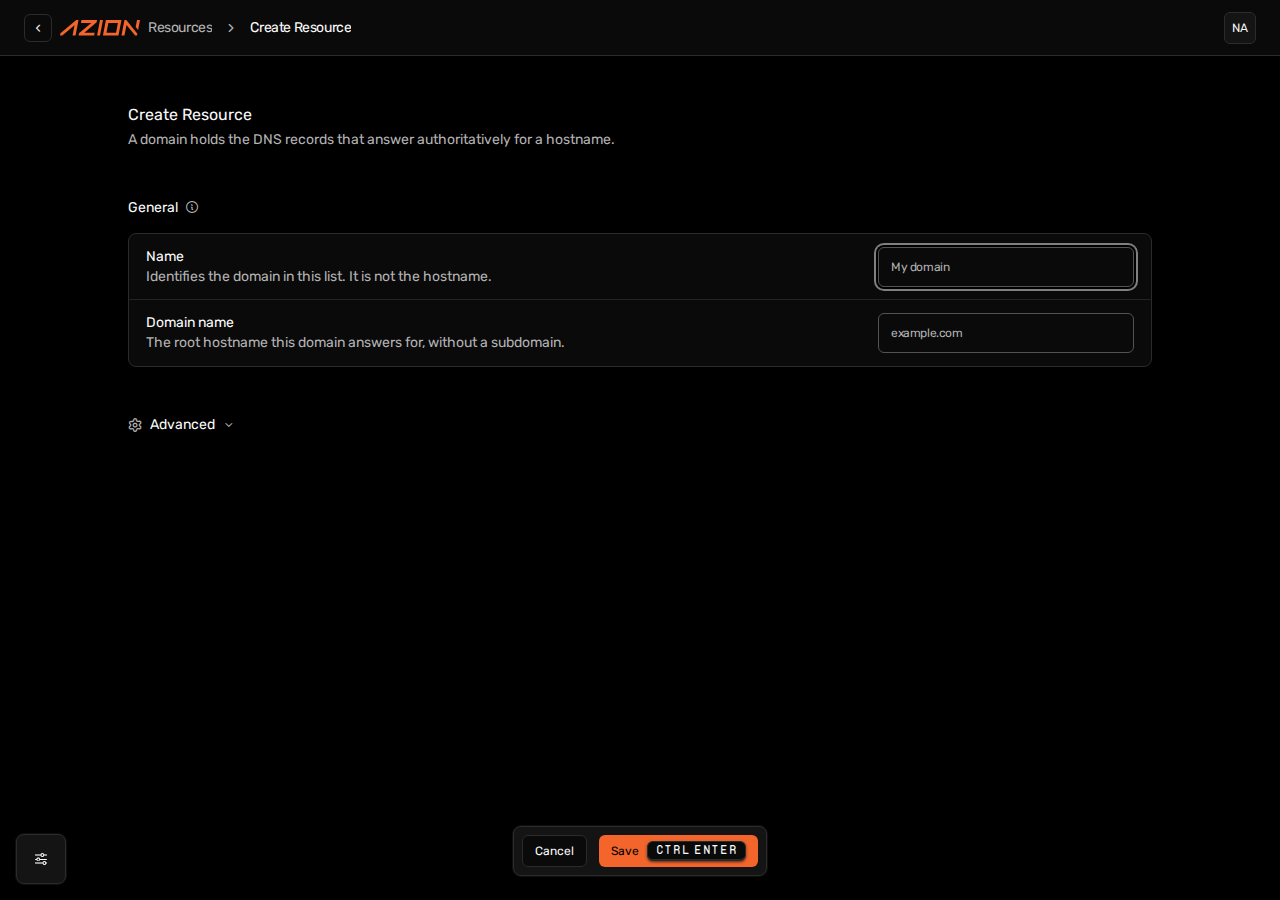 AZION Resources Create Resource NA
Create Resource
A domain holds the DNS records that answer authoritatively for a hostname.
General
Name
Identifies the domain in this list. It is not the hostname.
My domain
Domain name
The root hostname this domain answers for, without a subdomain.
example.com
Advanced
Cancel Save CTRL ENTER